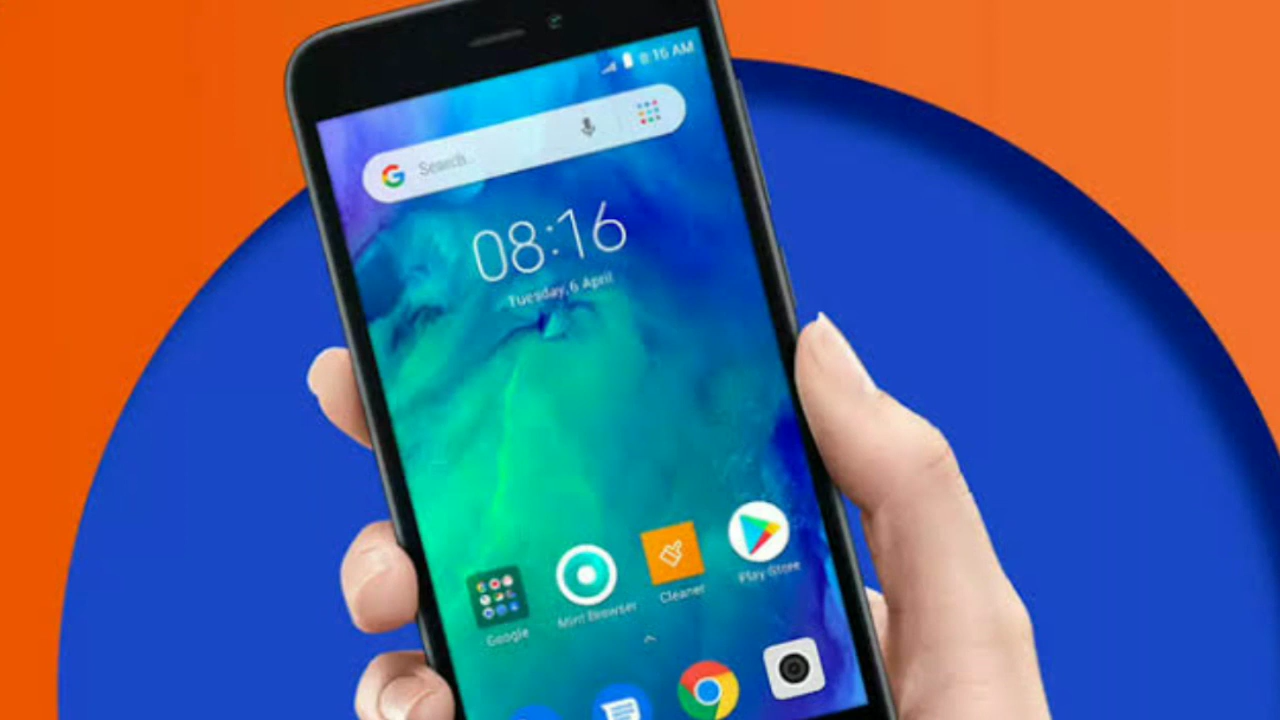 8:16 AM
Search..
08:16
Tuesday, 6 April
Google
Mint Browser
Cleaner
Play Store